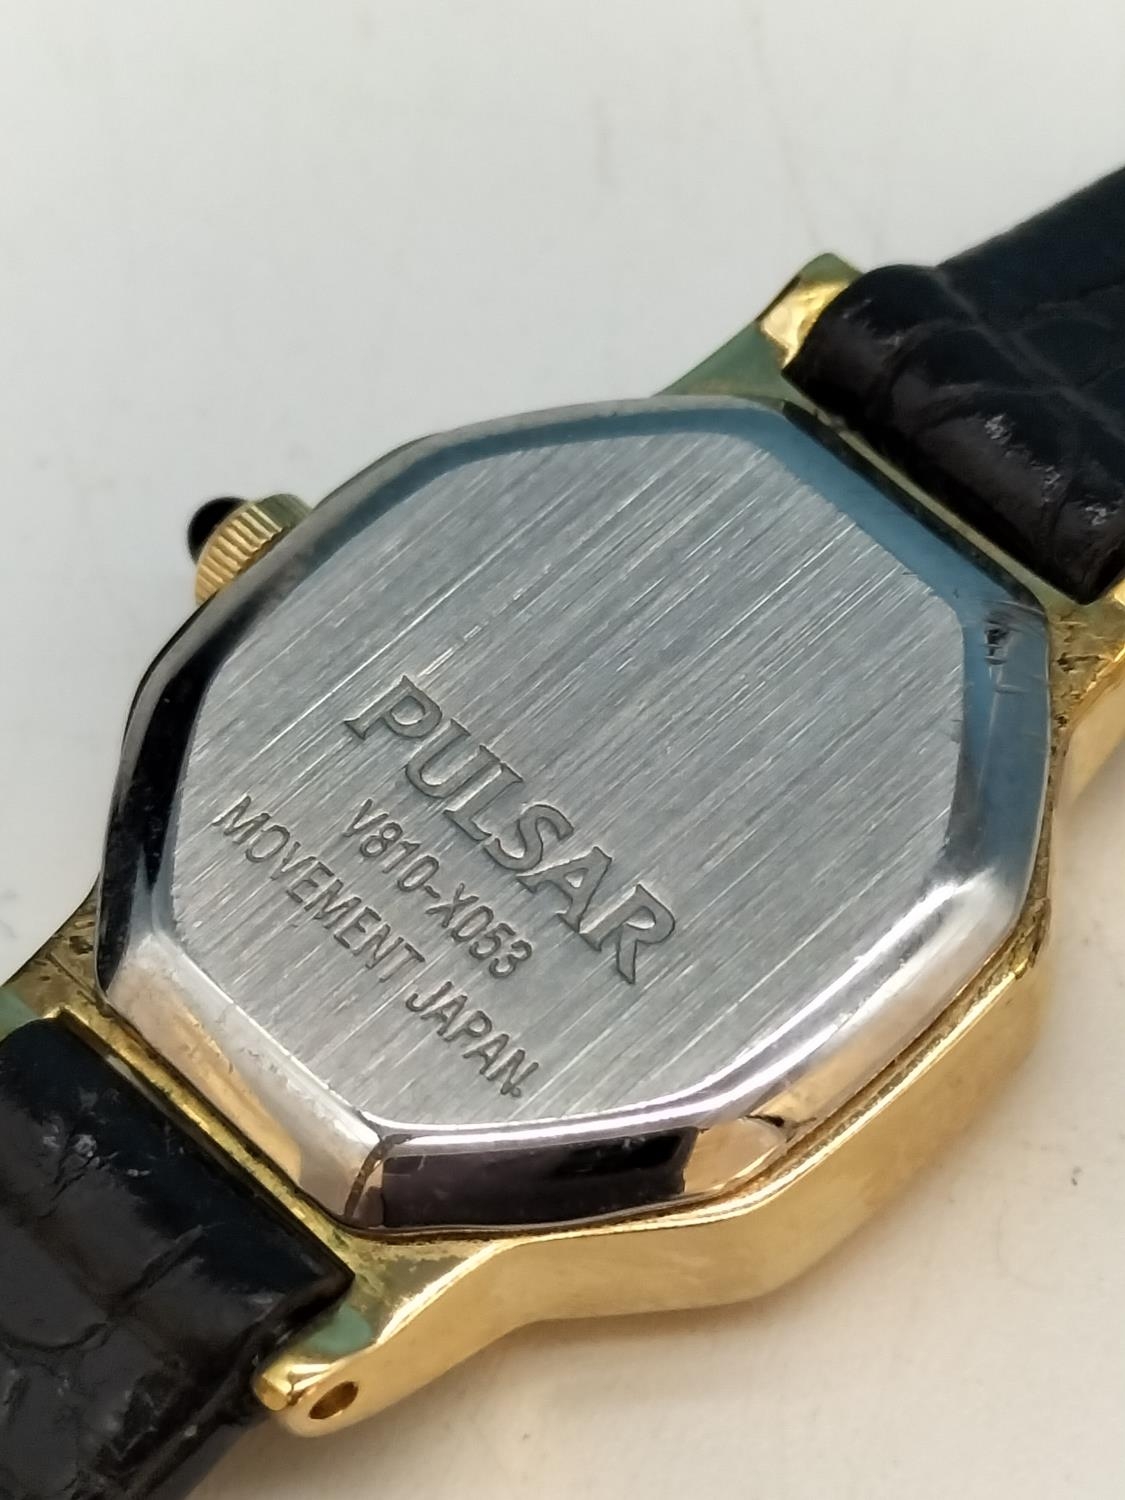 PULSAR
V810-X053
MOVEMENT JAPAN.